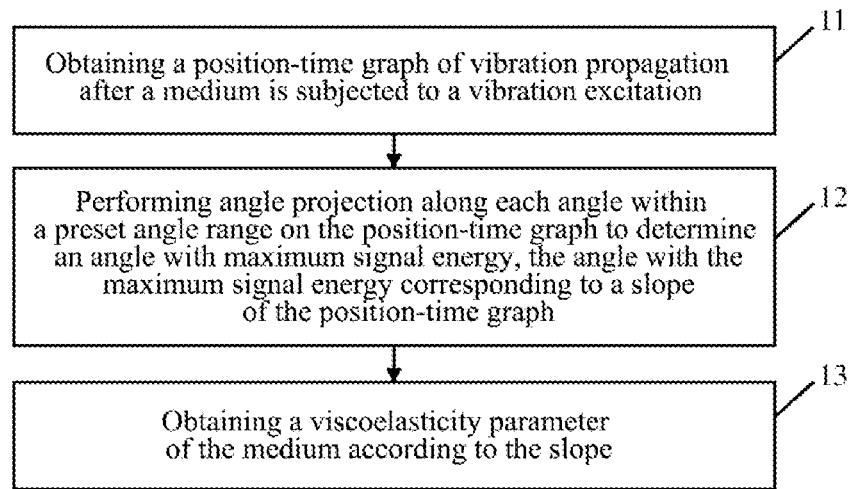 11
Obtaining a position-time graph of vibration propagation
after a medium is subjected to a vibration excitation
12
Performing angle projection along each angle within
a preset angle range on the position-time graph to determine
an angle with maximum signal energy, the angle with the
maximum signal energy corresponding to a slope
of the position-time graph
13
Obtaining a viscoelasticity parameter
of the medium according to the slope